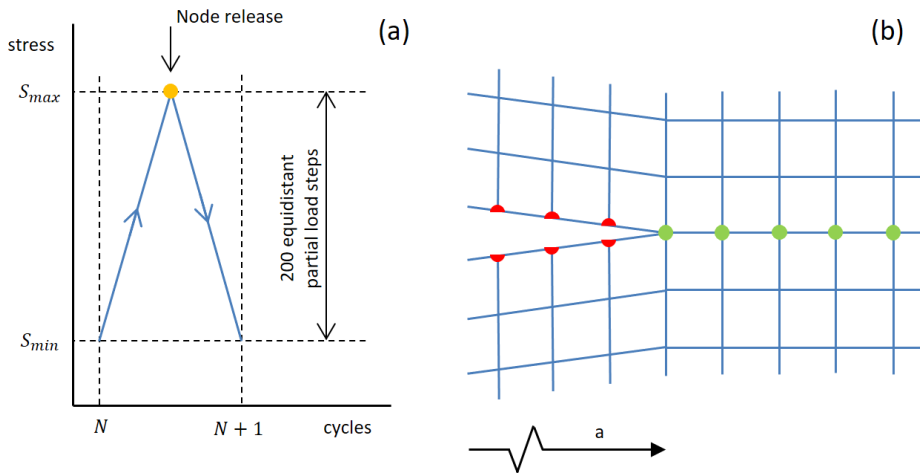 Node release
(a)
stress
S_max
200 equidistant
partial load steps
S_min
N
N + 1
cycles
(b)
a